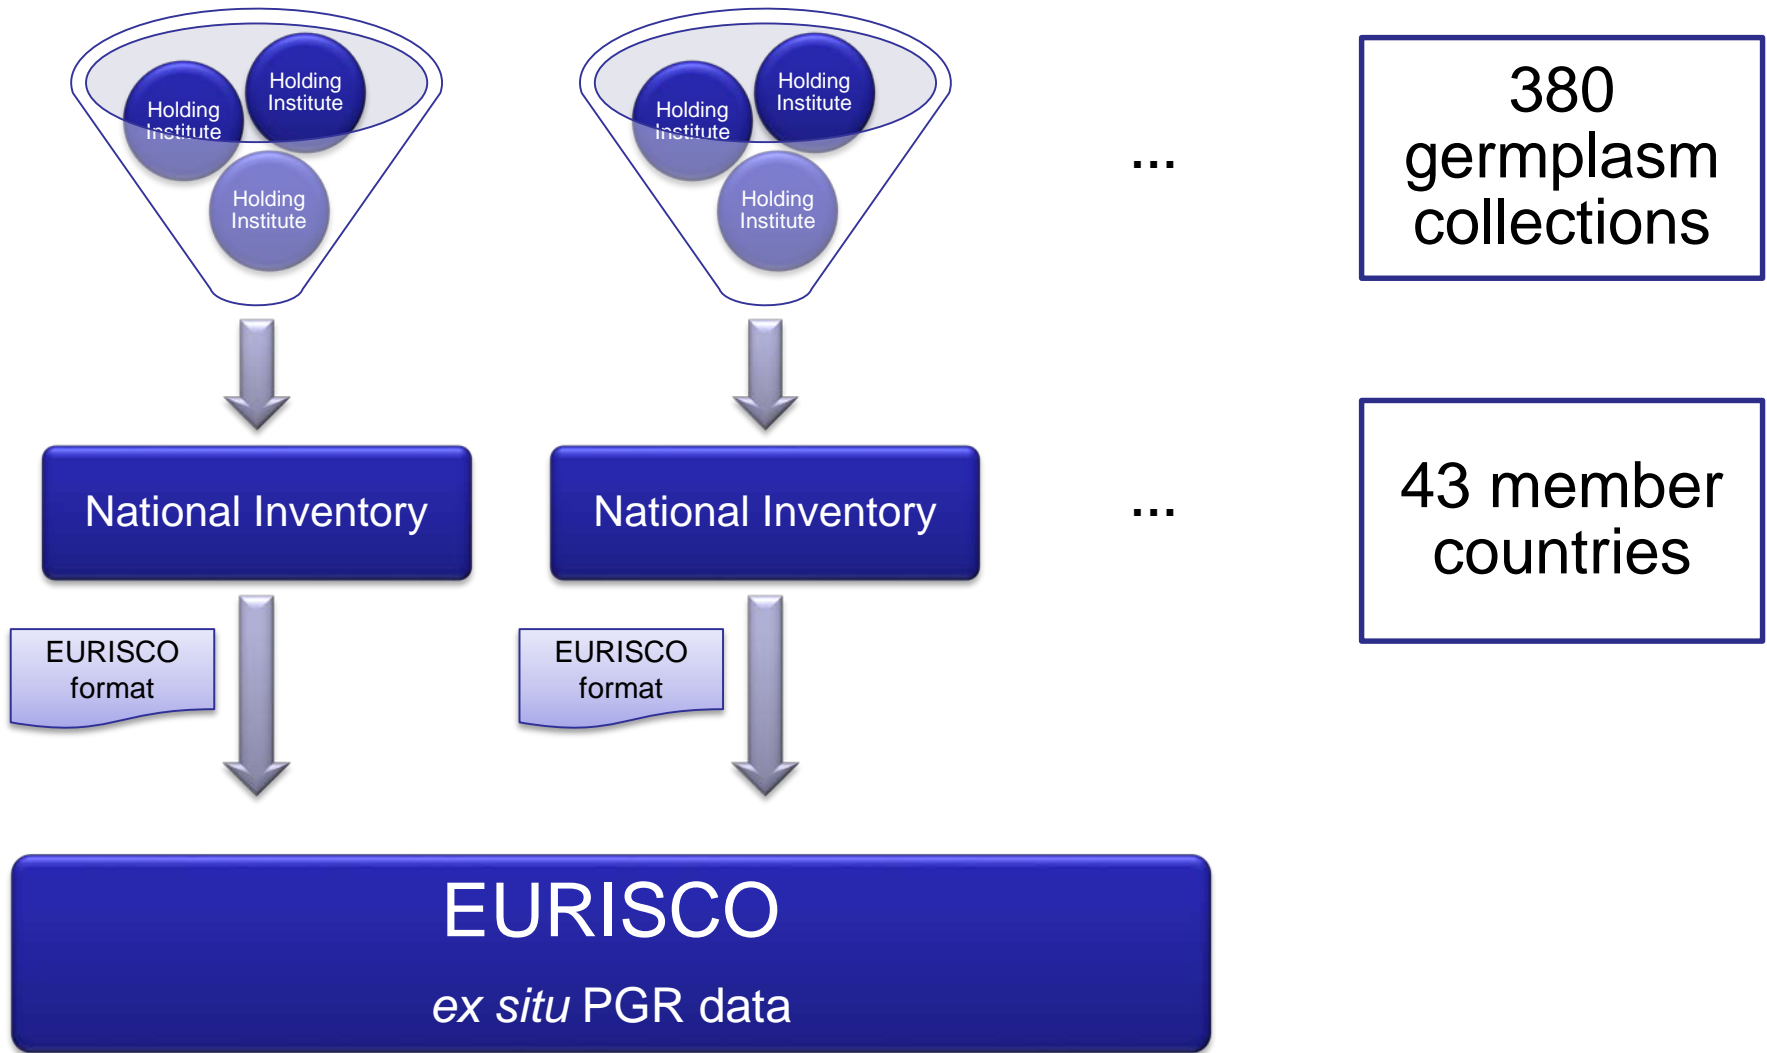 Holding
Institute
Holding
Institute
Holding
Institute
Holding
Institute
Holding
Institute
Holding
Institute
...
380
germplasm
collections
National Inventory
National Inventory
...
43 member
countries
EURISCO
format
EURISCO
format
EURISCO
ex situ PGR data